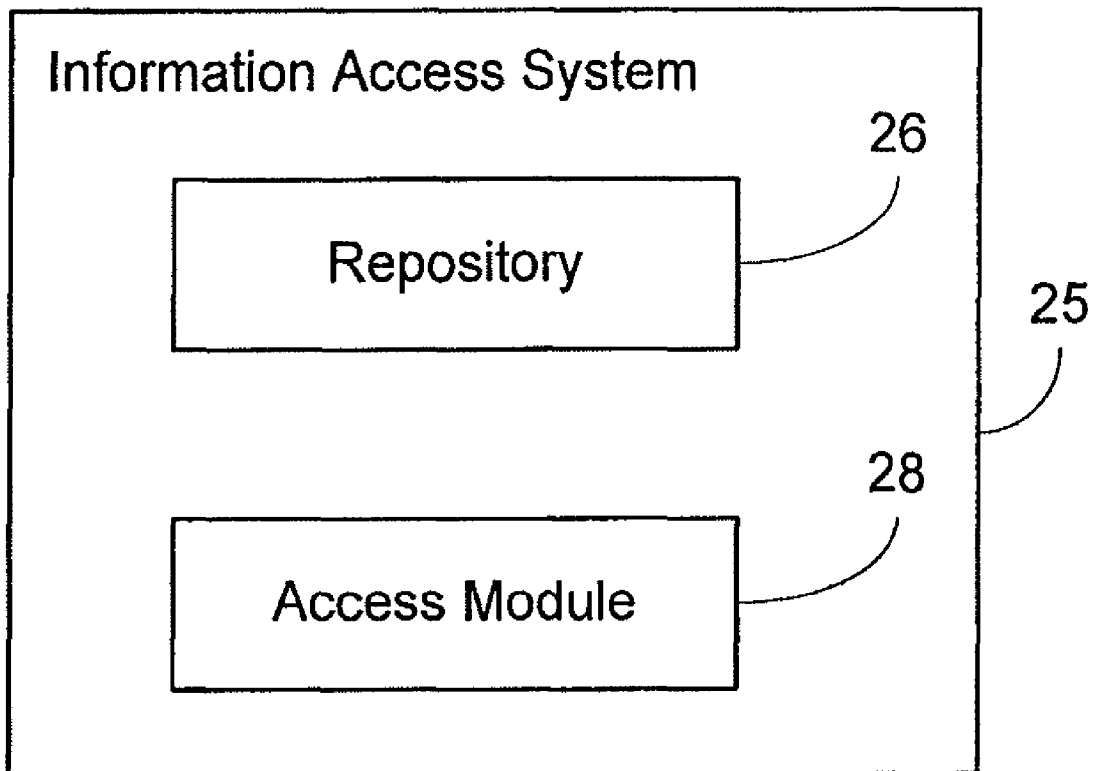 Information Access System
26
Repository
25
28
Access Module